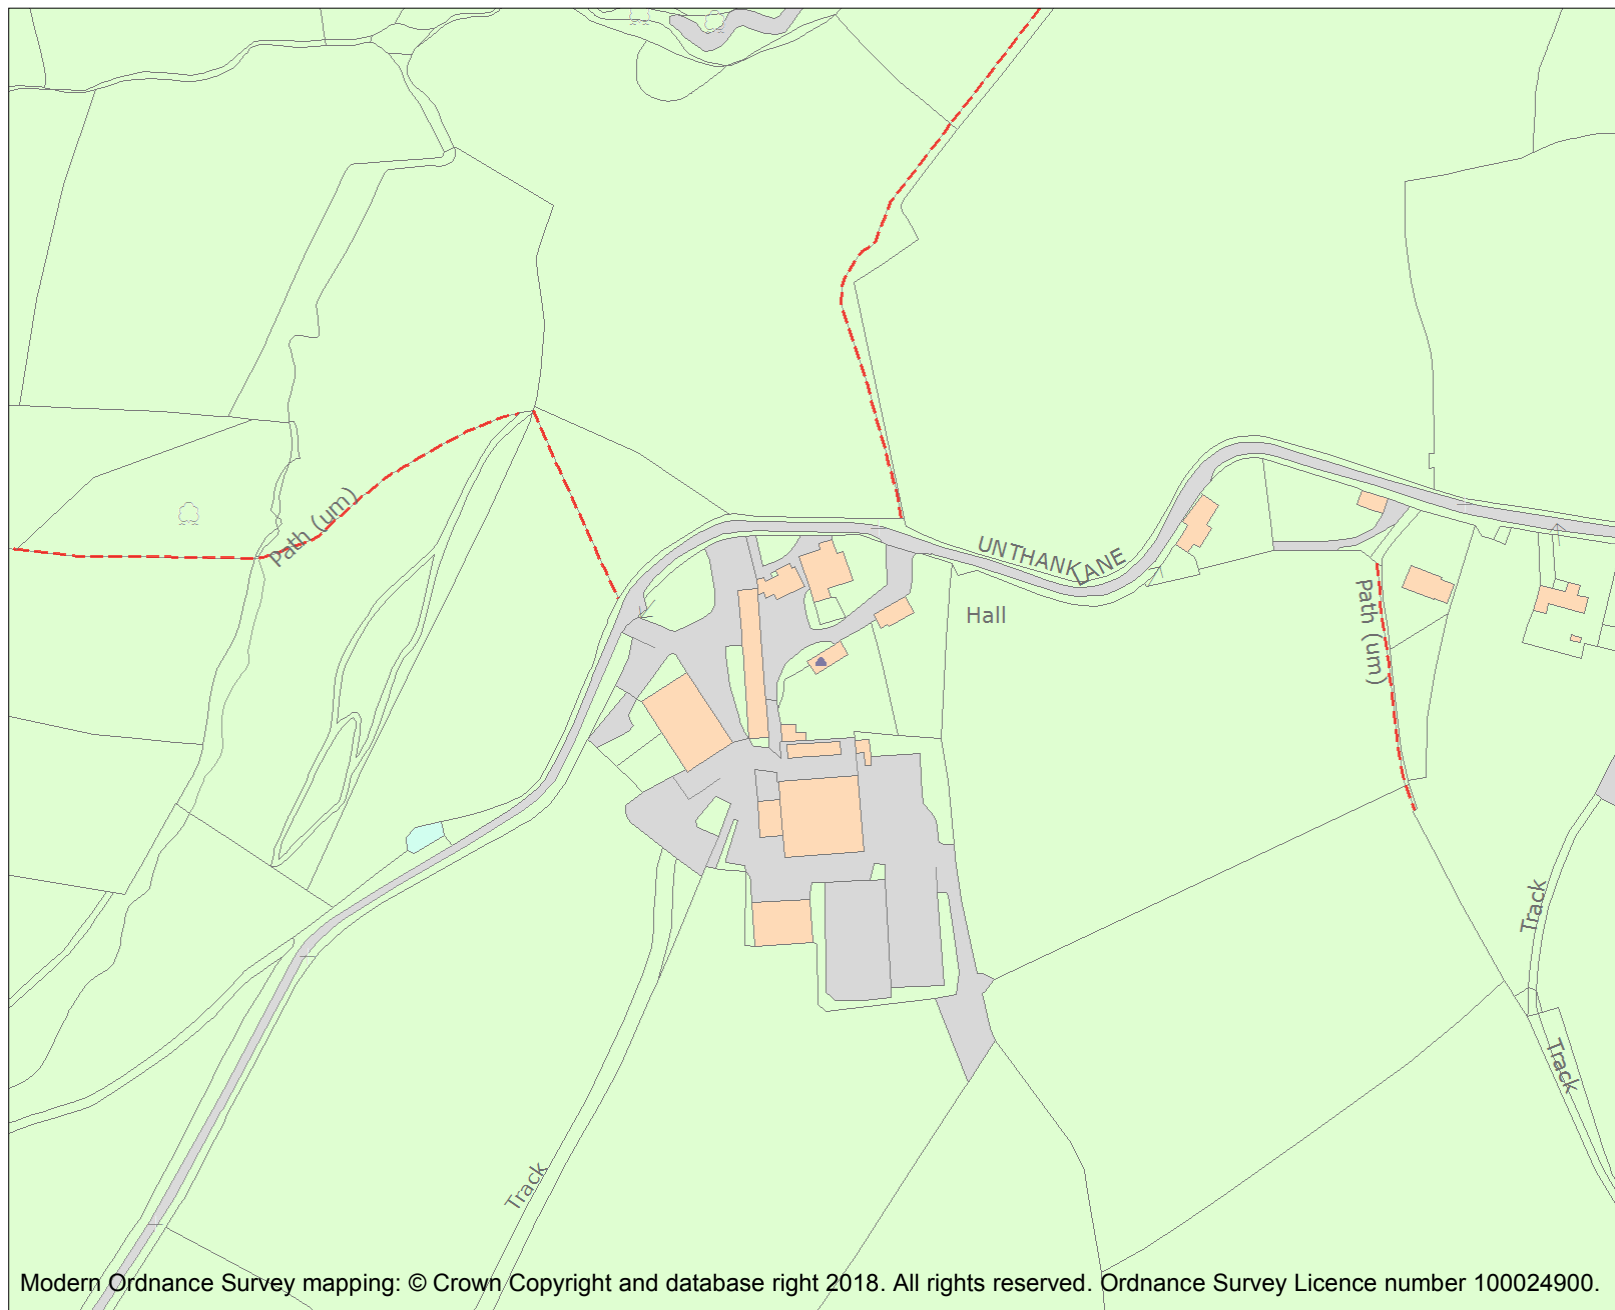 UNTHANK LANE
Path (um)
Hall
Path (um)
Track
Track
Track
Modern Ordnance Survey mapping: © Crown Copyright and database right 2018. All rights reserved. Ordnance Survey Licence number 100024900.